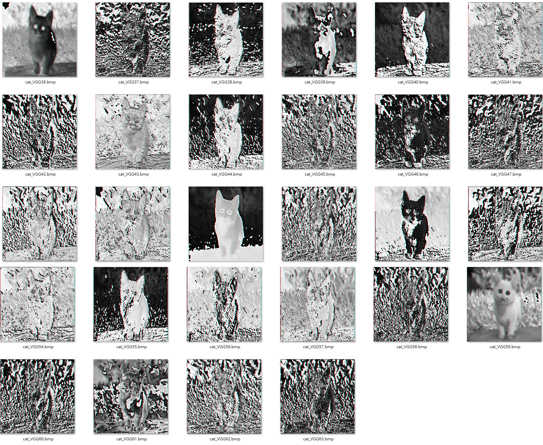 cat_VGG36.bmp
cat_VGG37.bmp
cat_VGG38.bmp
cat_VGG39.bmp
cat_VGG40.bmp
cat_VGG41.bmp
cat_VGG42.bmp
cat_VGG43.bmp
cat_VGG44.bmp
cat_VGG45.bmp
cat_VGG46.bmp
cat_VGG47.bmp
cat_VGG54.bmp
cat_VGG55.bmp
cat_VGG56.bmp
cat_VGG57.bmp
cat_VGG58.bmp
cat_VGG59.bmp
cat_VGG60.bmp
cat_VGG61.bmp
cat_VGG62.bmp
cat_VGG63.bmp